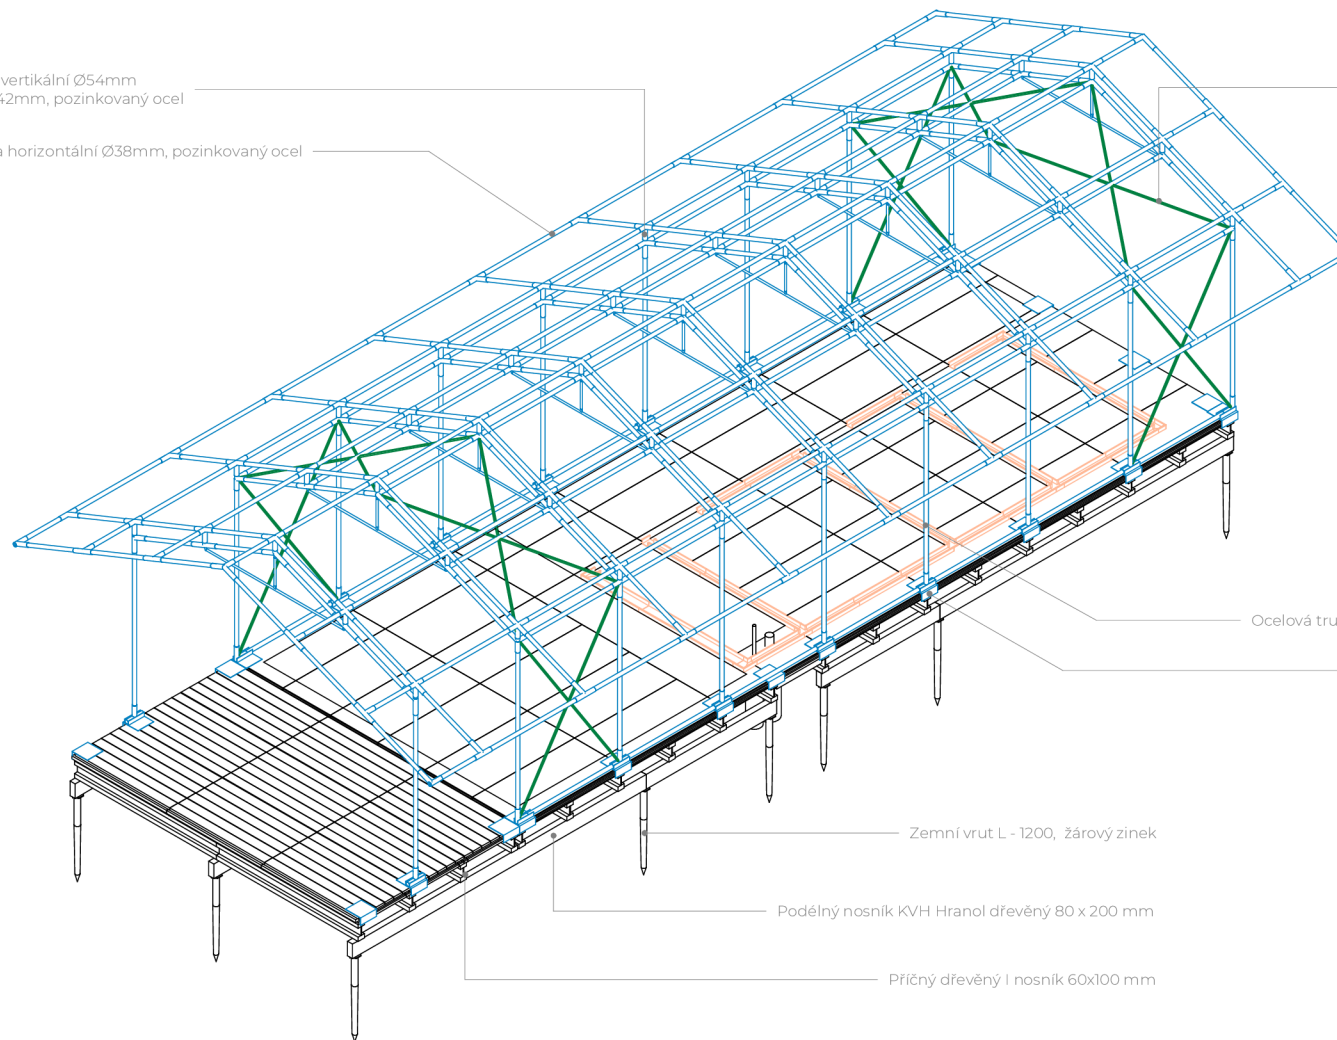 vertikální Ø54mm
42mm, pozinkovaný ocel
a horizontální Ø38mm, pozinkovaný ocel
Ocelová tru
Zemní vrut L - 1200, žárový zinek
Podélný nosník KVH Hranol dřevěný 80 x 200 mm
Příčný dřevěný I nosník 60x100 mm